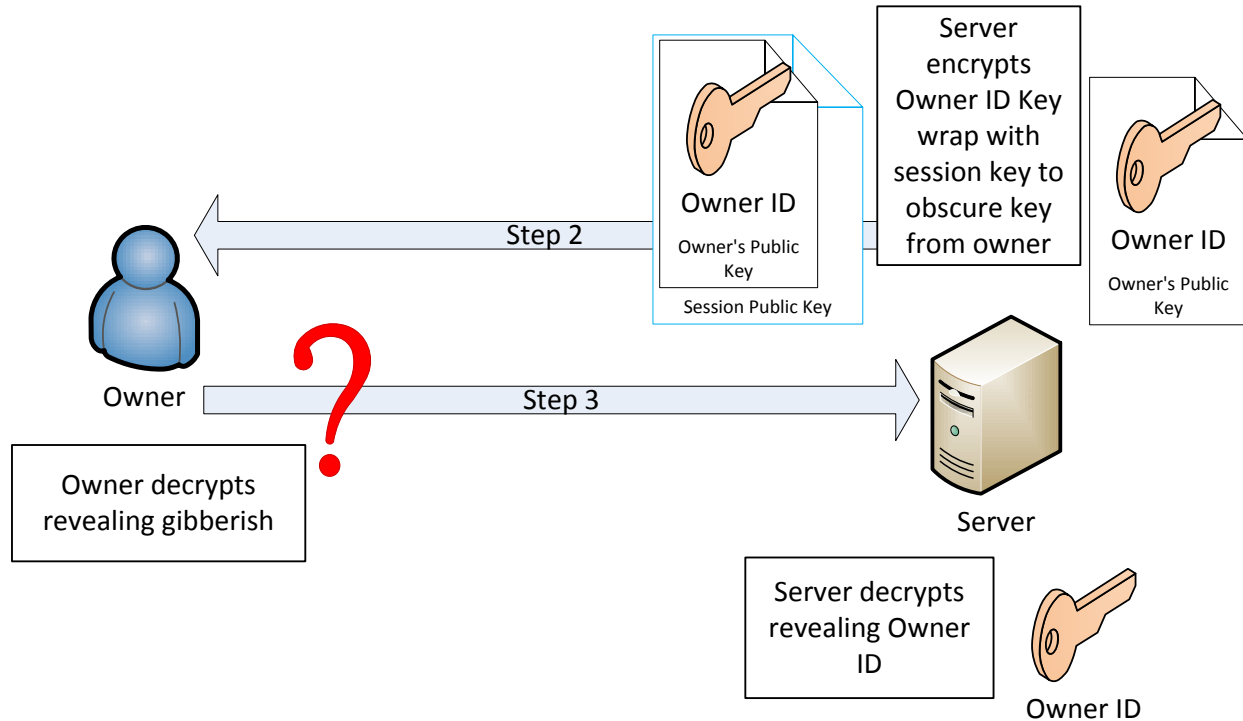 Server
encrypts
Owner ID Key
wrap with
session key to
obscure key
from owner
Owner ID
Owner's Public
Key
Session Public Key
Owner ID
Owner's Public
Key
Step 2
Owner
Step 3
?
Owner decrypts
revealing gibberish
Server
Server decrypts
revealing Owner
ID
Owner ID